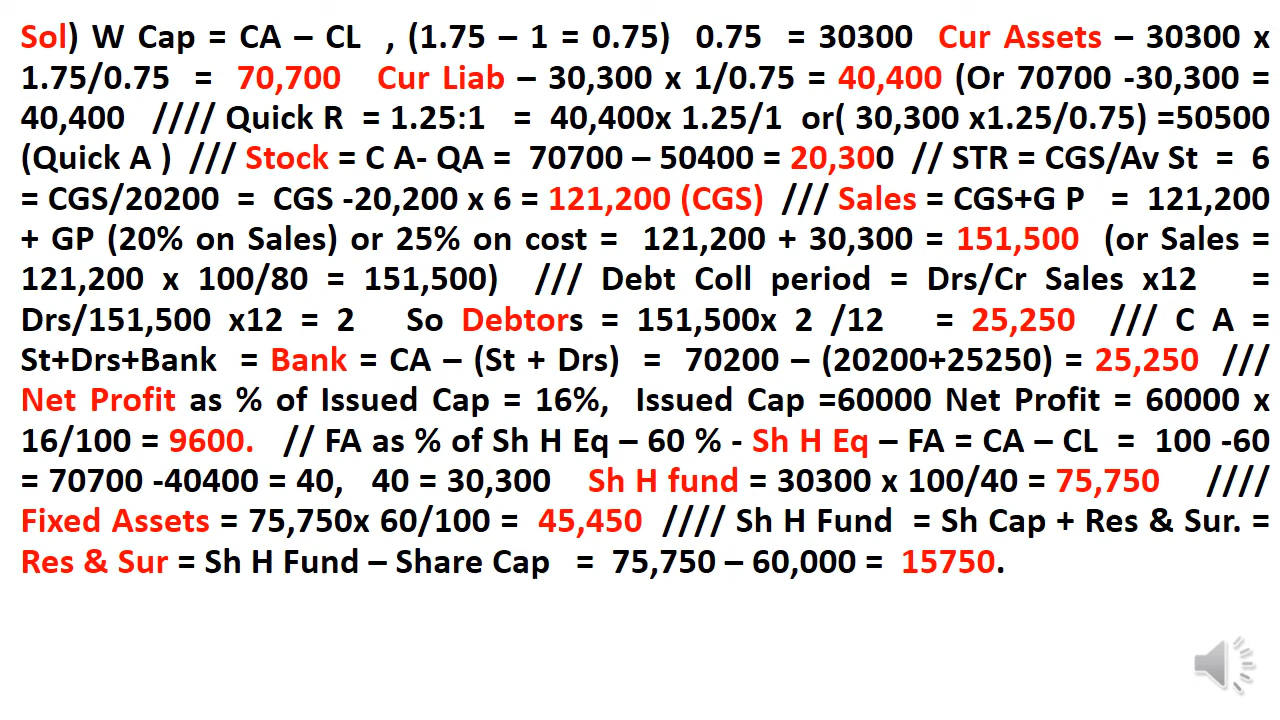 Sol) W Cap = CA – CL , (1.75 – 1 = 0.75) 0.75 = 30300 Cur Assets – 30300 x
1.75/0.75 = 70,700 Cur Liab – 30,300 x 1/0.75 = 40,400 (Or 70700 -30,300 =
40,400 //// Quick R = 1.25:1 = 40,400x 1.25/1 or( 30,300 x1.25/0.75) =50500
(Quick A ) /// Stock = C A- QA = 70700 – 50400 = 20,300 // STR = CGS/Av St = 6
= CGS/20200 = CGS -20,200 x 6 = 121,200 (CGS) /// Sales = CGS+G P = 121,200
+ GP (20% on Sales) or 25% on cost = 121,200 + 30,300 = 151,500 (or Sales =
121,200 x 100/80 = 151,500) /// Debt Coll period = Drs/Cr Sales x12 =
Drs/151,500 x12 = 2 So Debtors = 151,500x 2 /12 = 25,250 /// C A =
St+Drs+Bank = Bank = CA – (St + Drs) = 70200 – (20200+25250) = 25,250 ///
Net Profit as % of Issued Cap = 16%, Issued Cap =60000 Net Profit = 60000 x
16/100 = 9600. // FA as % of Sh H Eq – 60 % - Sh H Eq – FA = CA – CL = 100 -60
= 70700 -40400 = 40, 40 = 30,300 Sh H fund = 30300 x 100/40 = 75,750 ////
Fixed Assets = 75,750x 60/100 = 45,450 //// Sh H Fund = Sh Cap + Res & Sur. =
Res & Sur = Sh H Fund – Share Cap = 75,750 – 60,000 = 15750.